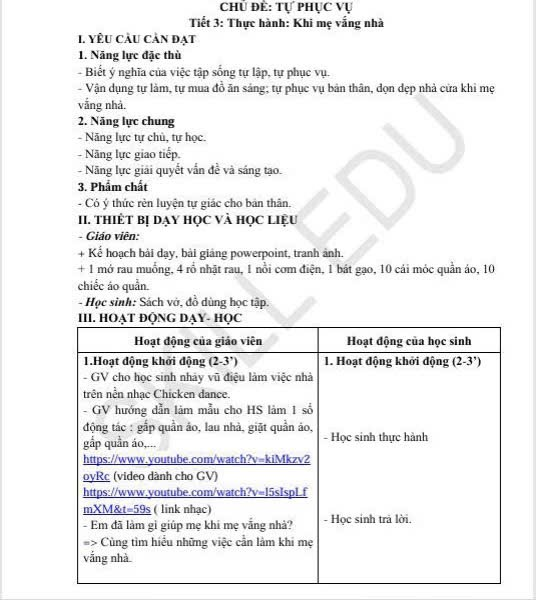 CHỦ ĐỀ: TỰ PHỤC VỤ
Tiết 3: Thực hành: Khi mẹ vắng nhà
I. YÊU CẦU CẦN ĐẠT
1. Năng lực đặc thù
- Biết ý nghĩa của việc tập sống tự lập, tự phục vụ.
- Vận dụng tự làm, tự mua đồ ăn sáng; tự phục vụ bản thân, dọn dẹp nhà cửa khi mẹ
vắng nhà.
2. Năng lực chung
- Năng lực tự chủ, tự học.
- Năng lực giao tiếp.
- Năng lực giải quyết vấn đề và sáng tạo.
3. Phẩm chất
- Có ý thức rèn luyện tự giác cho bản thân.
II. THIẾT BỊ DẠY HỌC VÀ HỌC LIỆU
- Giáo viên:
+ Kế hoạch bài dạy, bài giảng powerpoint, tranh ảnh.
+ 1 mớ rau muống, 4 rổ nhặt rau, 1 nồi cơm điện, 1 bát gạo, 10 cái móc quần áo, 10
chiếc áo quần.
- Học sinh: Sách vở, đồ dùng học tập.
III. HOẠT ĐỘNG DẠY- HỌC
Hoạt động của giáo viên
Hoạt động của học sinh
1.Hoạt động khởi động (2-3’)
- GV cho học sinh nhảy vũ điệu làm việc nhà
trên nền nhạc Chicken dance.
- GV hướng dẫn làm mẫu cho HS làm 1 số
động tác : gấp quần áo, lau nhà, giặt quần áo,
gấp quần áo,...
https://www.youtube.com/watch?v=kiMkzv2
oyRc (video dành cho GV)
https://www.youtube.com/watch?v=l5sIspLf
mXM&t=59s ( link nhạc)
- Em đã làm gì giúp mẹ khi mẹ vắng nhà?
=> Cùng tìm hiểu những việc cần làm khi mẹ
vắng nhà.
1. Hoạt động khởi động (2-3’)
- Học sinh thực hành
- Học sinh trả lời.
SKILL EDU